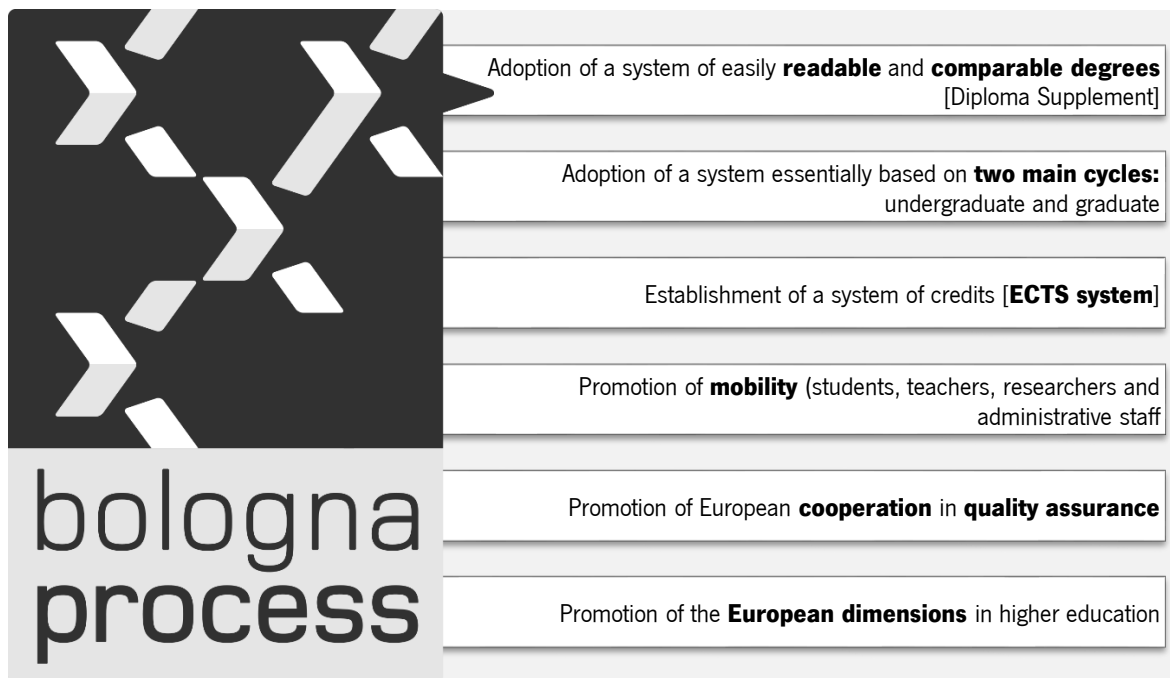 Adoption of a system of easily readable and comparable degrees
[Diploma Supplement]
Adoption of a system essentially based on two main cycles:
undergraduate and graduate
Establishment of a system of credits [ECTS system]
Promotion of mobility (students, teachers, researchers and
administrative staff
Promotion of European cooperation in quality assurance
Promotion of the European dimensions in higher education
bologna
process